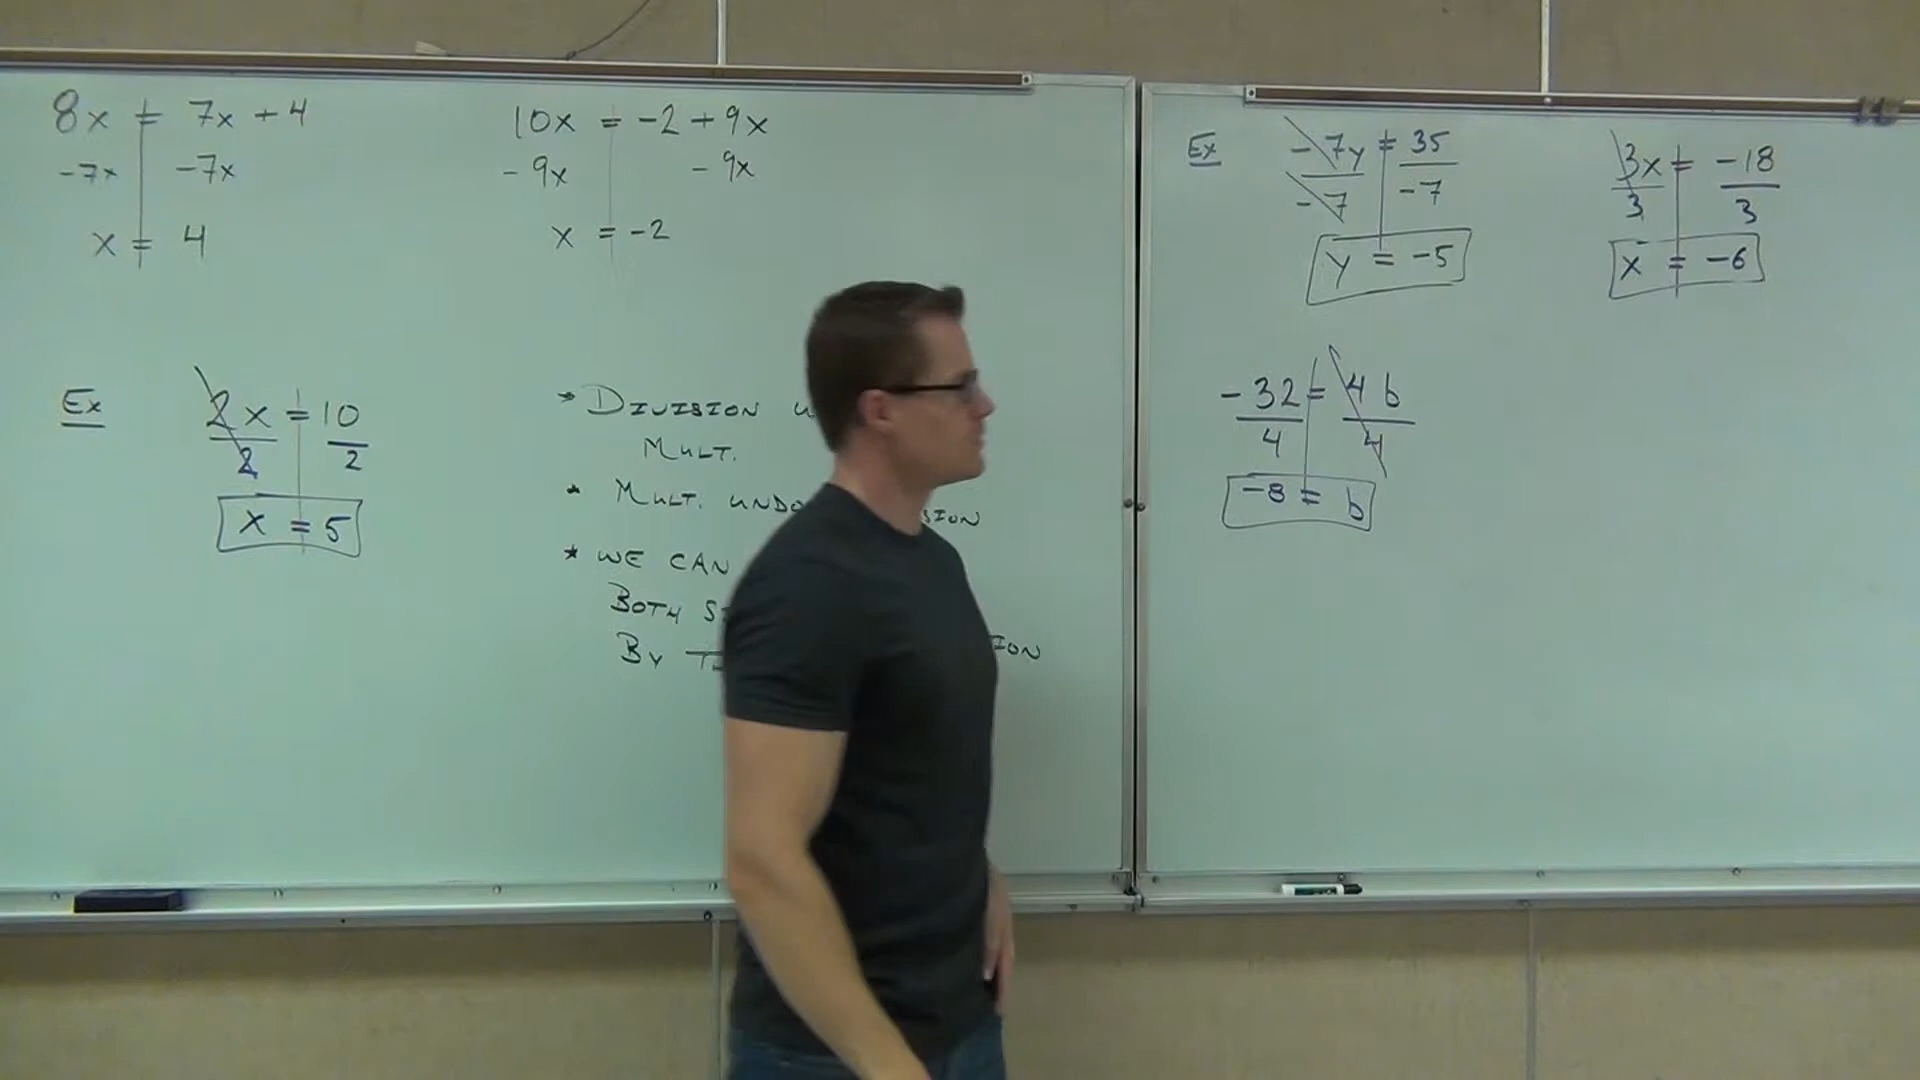 8x = 7x + 4
-7x -7x
x = 4
10x = -2 + 9x
- 9x - 9x
x = -2
Ex 2x = 10
2 2
x = 5
* DIVISION
MULT.
* MULT.
* WE CAN
BOTH
BY
Ex -7y = 35
-7 -7
y = -5
3x = -18
3 3
x = -6
-32 = 4b
4 4
-8 = b